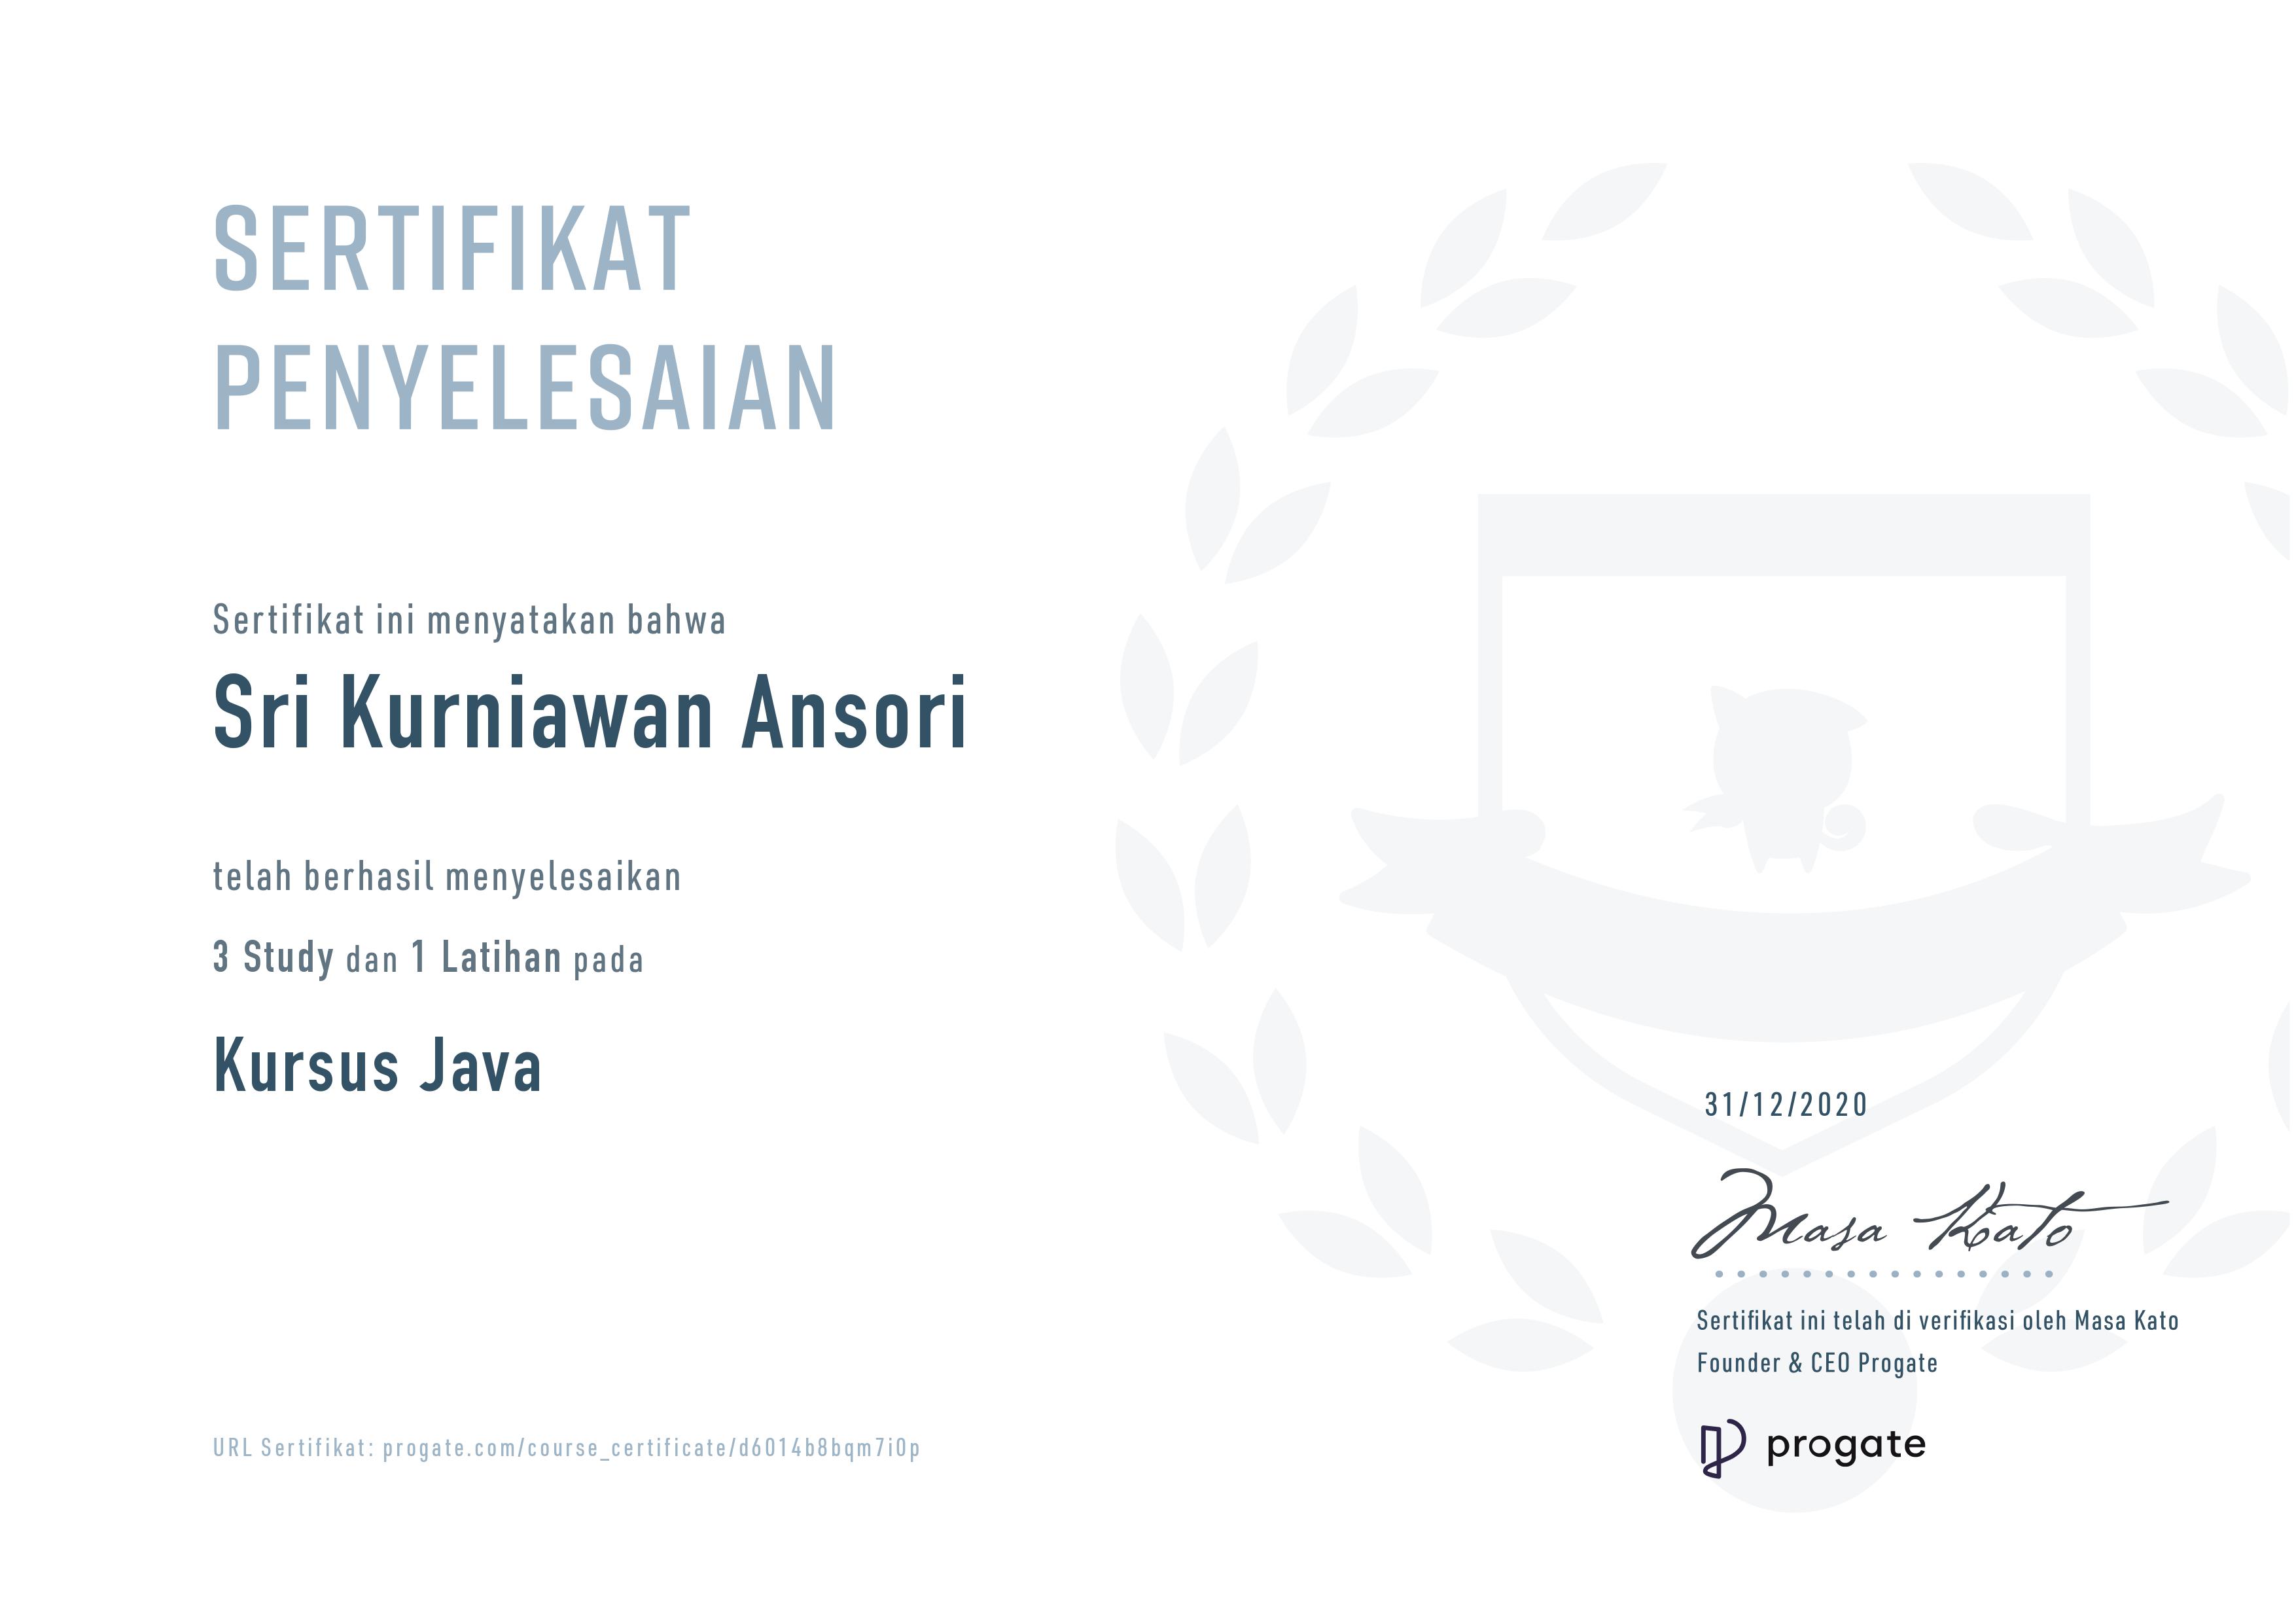 SERTIFIKAT
PENYELESAIAN
Sertifikat ini menyatakan bahwa
Sri Kurniawan Ansori
telah berhasil menyelesaikan
3 Study dan 1 Latihan pada
Kursus Java
31/12/2020
Masa Kato
Sertifikat ini telah di verifikasi oleh Masa Kato
Founder & CEO Progate
progate
URL Sertifikat: progate.com/course_certificate/d6014b8bqm7i0p